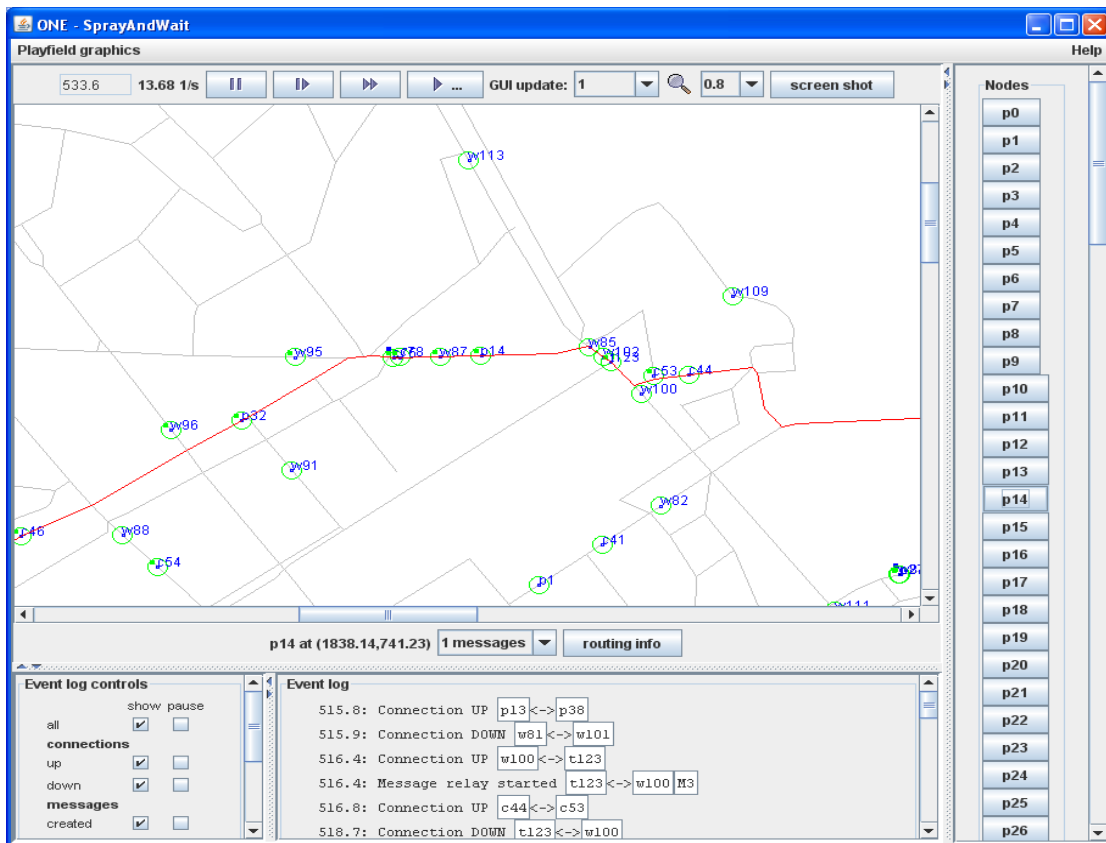 ONE - SprayAndWait
Playfield graphics Help
533.6 13.68 1/s ... GUI update: 1 0.8 screen shot
w113
w109
w85
w95 w87 p14
c53 c44
w100
p32
w96
w91
w82
c46 w88
c41
c54
p1
w111
p14 at (1838.14,741.23) 1 messages routing info
Event log controls
show pause
all
connections
up
down
messages
created
Event log
515.8: Connection UP p13<->p38
515.9: Connection DOWN w81<->w101
516.4: Connection UP w100<->t123
516.4: Message relay started t123<->w100 M3
516.8: Connection UP c44<->c53
518.7: Connection DOWN t123<->w100
Nodes
p0
p1
p2
p3
p4
p5
p6
p7
p8
p9
p10
p11
p12
p13
p14
p15
p16
p17
p18
p19
p20
p21
p22
p23
p24
p25
p26